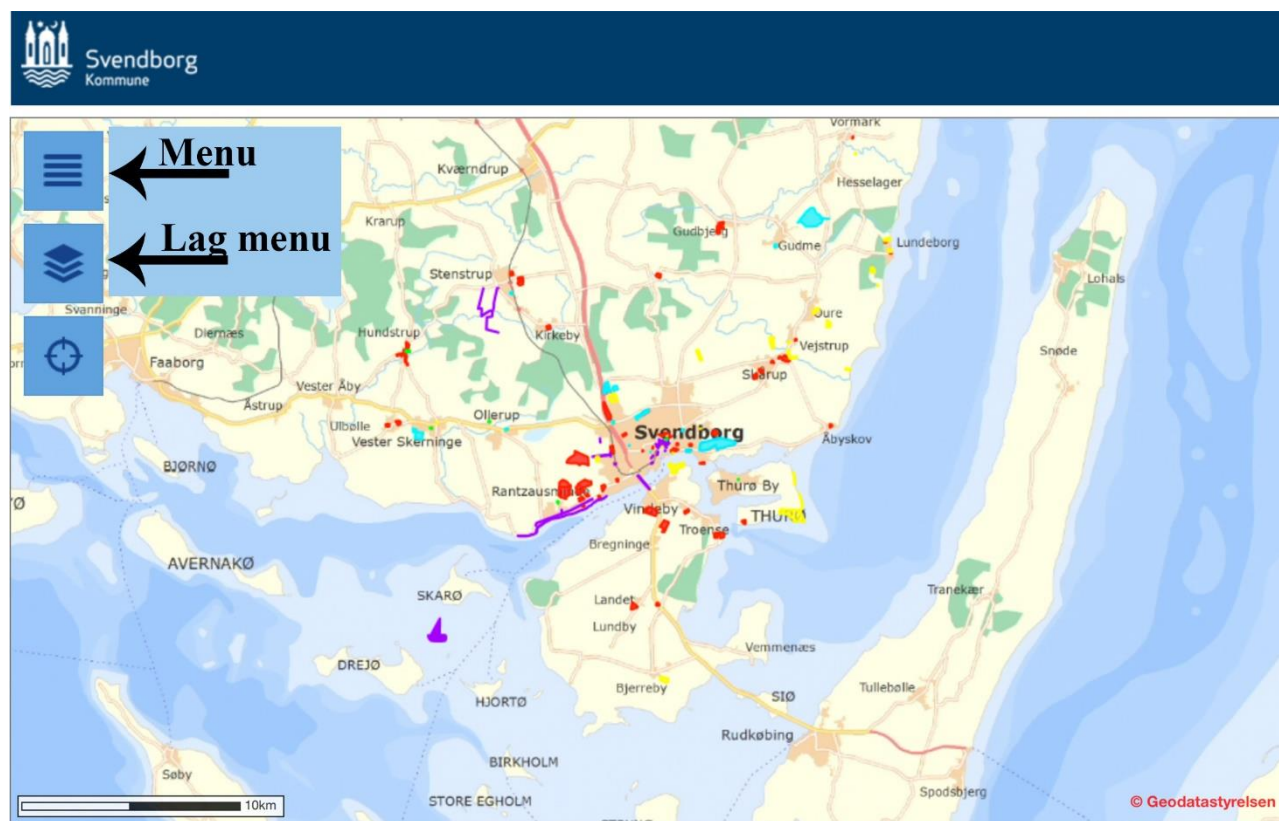 Svendborg
Kommune
Menu
Lag menu
Vormark
Kværndrup
Hesselager
Krarup
Gudbjerg
Gudme
Lundeborg
Stenstrup
Lohals
Svanninge
Diernæs
Hundstrup
Kirkeby
Oure
Vejstrup
Snøde
Faaborg
Skårup
Vester Åby
Åstrup
Ollerup
Ulbølle
Vester Skerninge
Svendborg
Åbyskov
BJØRNØ
Rantzausminde
Thurø By
Vindeby
THURØ
Troense
Bregninge
AVERNAKØ
SKARØ
Landet
Tranekær
Lundby
Vemmenæs
DREJØ
Bjerreby
SIØ
Tullebølle
HJORTØ
Rudkøbing
BIRKHOLM
Søby
STORE EGHOLM
Spodsbjerg
10km
© Geodatastyrelsen